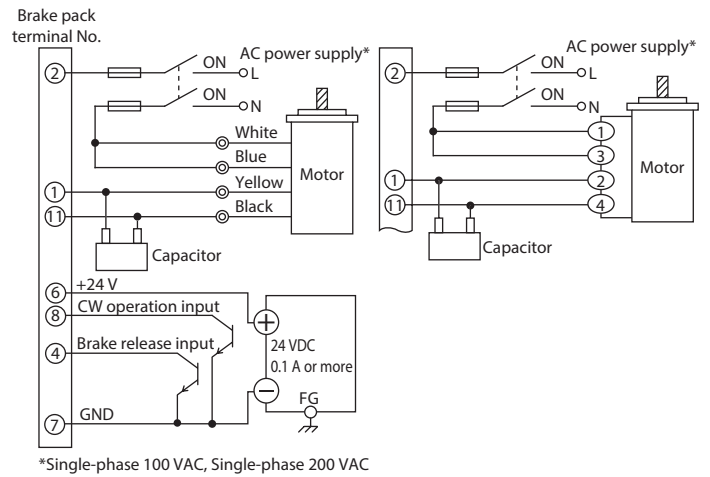 Brake pack
terminal No.
AC power supply*
2
ON
L
ON
N
White
Blue
Yellow
Black
Motor
1
11
Capacitor
6
+24 V
8
CW operation input
4
Brake release input
24 VDC
0.1 A or more
FG
7
GND
*Single-phase 100 VAC, Single-phase 200 VAC
AC power supply*
2
ON
L
ON
N
1
3
2
4
Motor
1
11
Capacitor